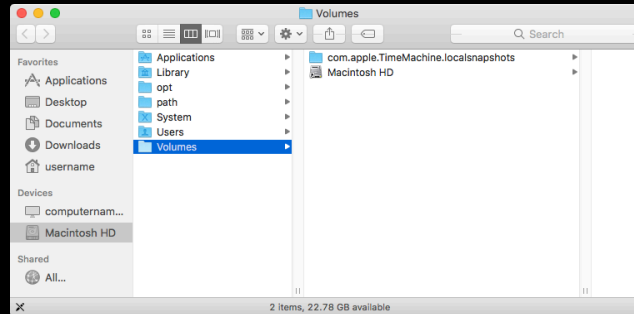 Volumes
Search
Favorites
Applications
Desktop
Documents
Downloads
username
Devices
computernam...
Macintosh HD
Shared
All...
Applications
Library
opt
path
System
Users
Volumes
com.apple.TimeMachine.localsnapshots
Macintosh HD
2 items, 22.78 GB available